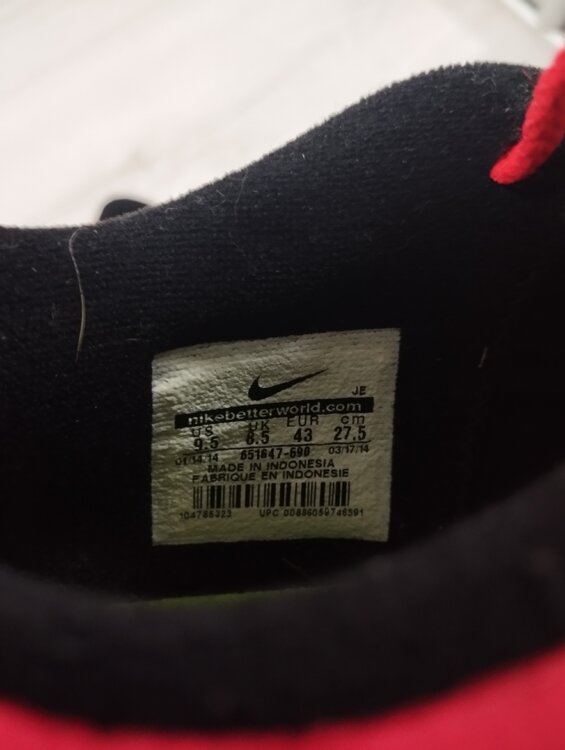 JE
nikebetterworld.com
US UK EUR cm
9.5 8.5 43 27.5
01/14/14 651647-690 03/17/14
MADE IN INDONESIA
FABRIQUE EN INDONESIE
UPC